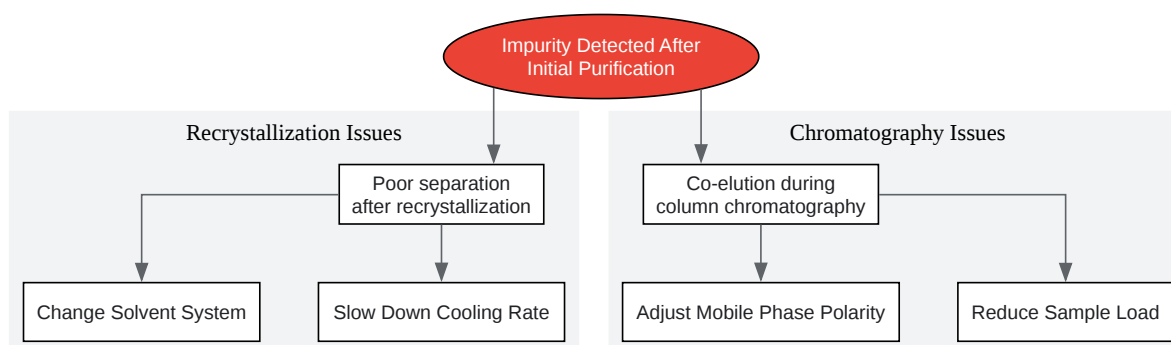 Impurity Detected After
Initial Purification
Recrystallization Issues
Chromatography Issues
Poor separation
after recrystallization
Co-elution during
column chromatography
Change Solvent System
Slow Down Cooling Rate
Adjust Mobile Phase Polarity
Reduce Sample Load